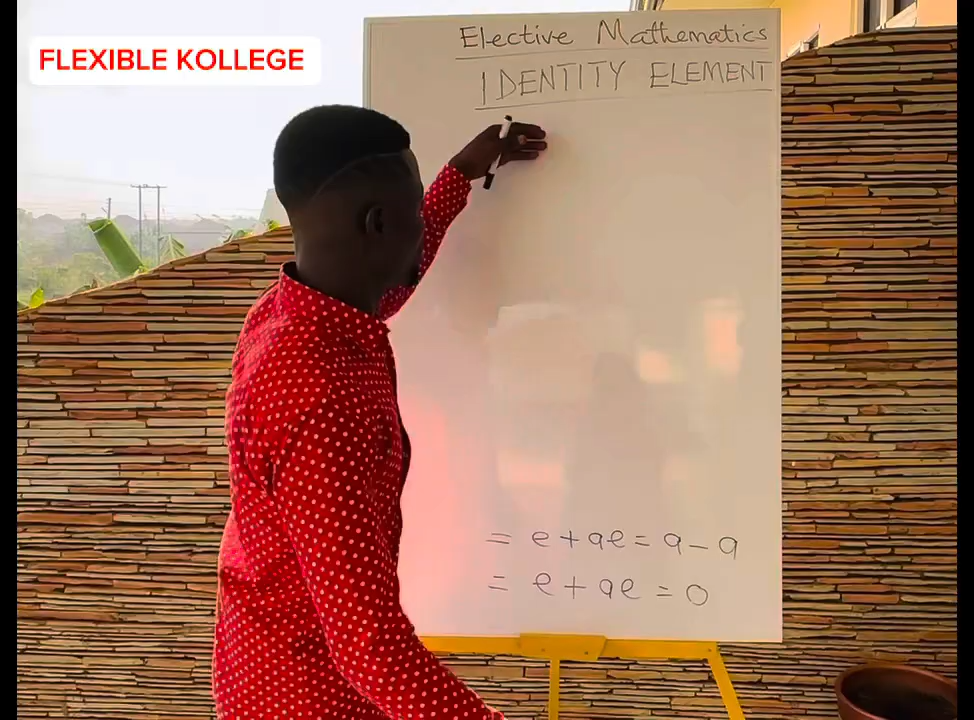 FLEXIBLE KOLLEGE
Elective Mathematics
IDENTITY ELEMENT
= e + ae = a - a
= e + ae = 0